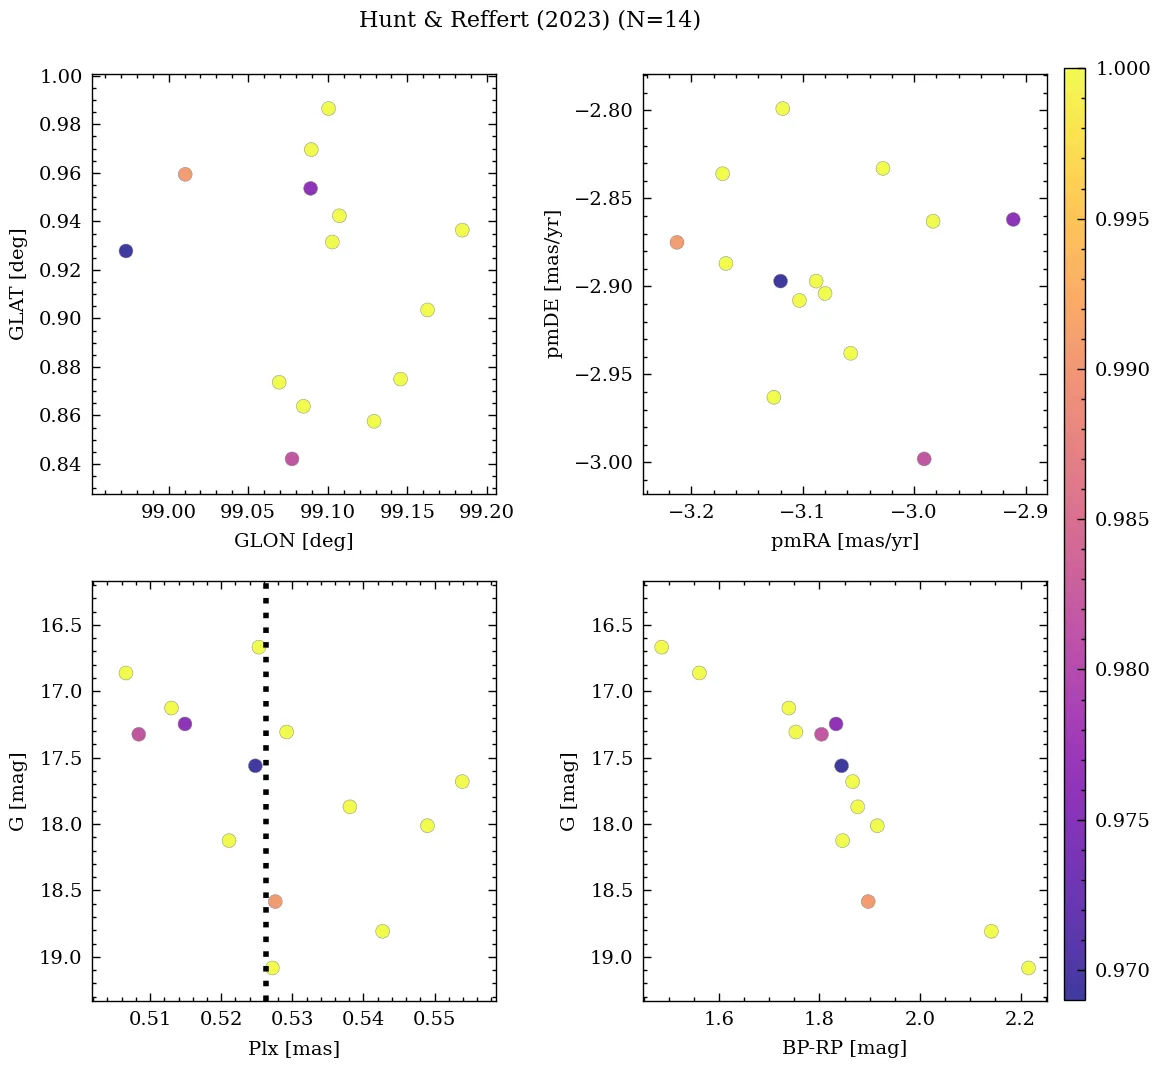 Hunt & Reffert (2023) (N=14)
1.00
0.98
0.96
0.94
0.92
0.90
0.88
0.86
0.84
GLAT [deg]
99.00 99.05 99.10 99.15 99.20
GLON [deg]
−2.80
−2.85
−2.90
−2.95
−3.00
pmDE [mas/yr]
−3.2 −3.1 −3.0 −2.9
pmRA [mas/yr]
16.5
17.0
17.5
18.0
18.5
19.0
G [mag]
0.51 0.52 0.53 0.54 0.55
Plx [mas]
16.5
17.0
17.5
18.0
18.5
19.0
G [mag]
1.6 1.8 2.0 2.2
BP-RP [mag]
1.000
0.995
0.990
0.985
0.980
0.975
0.970